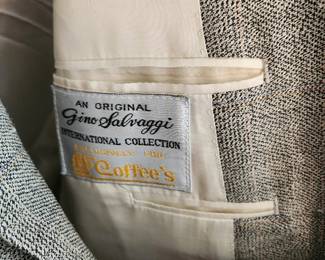 AN ORIGINAL
Gino Salvaggi
INTERNATIONAL COLLECTION
Coffee's